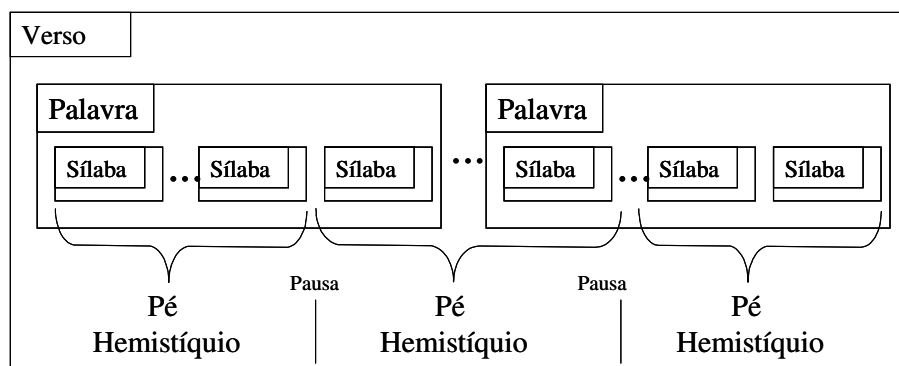 Verso
Palavra Palavra
Sílaba ... Sílaba Sílaba ... Sílaba ... Sílaba Sílaba
Pausa Pausa
Pé Pé Pé
Hemistíquio Hemistíquio Hemistíquio